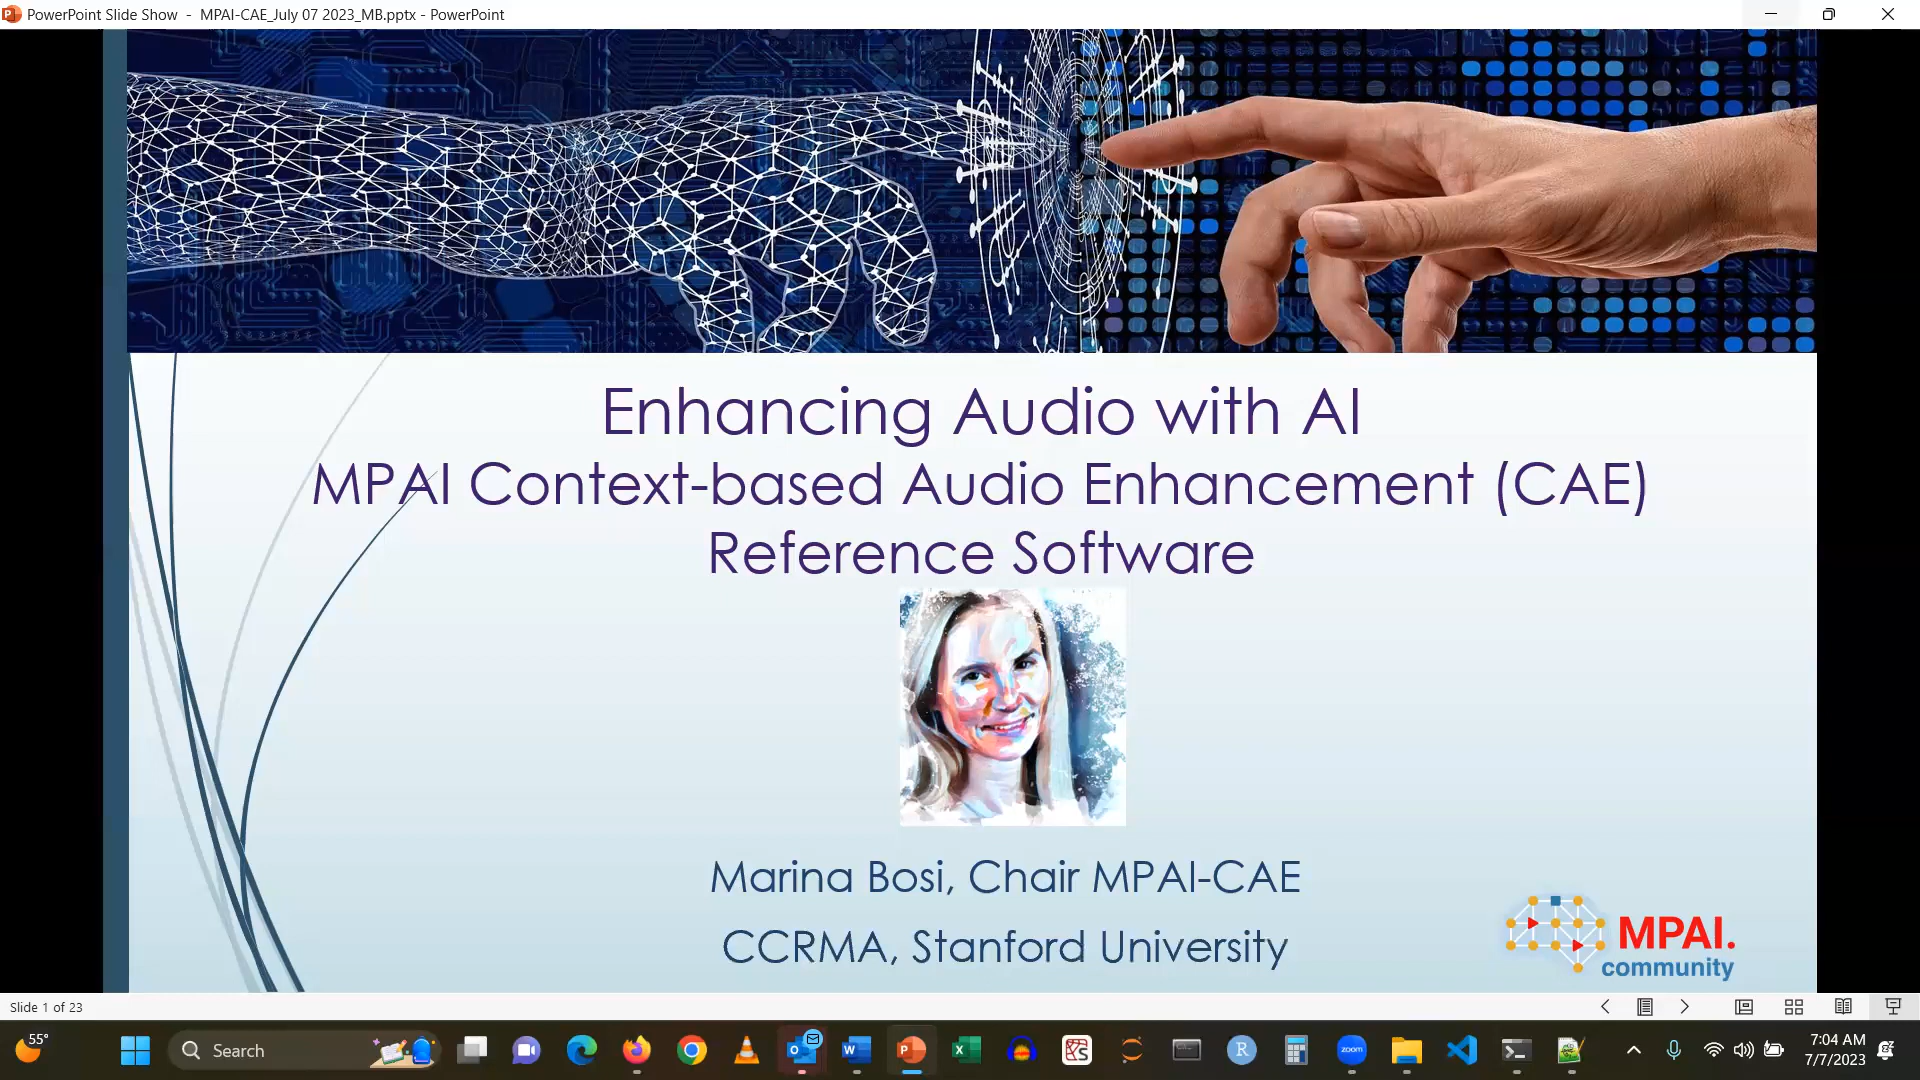 PowerPoint Slide Show - MPAI-CAE_July 07 2023_MB.pptx - PowerPoint
Enhancing Audio with AI
MPAI Context-based Audio Enhancement (CAE)
Reference Software
Marina Bosi, Chair MPAI-CAE
CCRMA, Stanford University
MPAI.
community
Slide 1 of 23
55°
Search
zoom
7:04 AM
7/7/2023